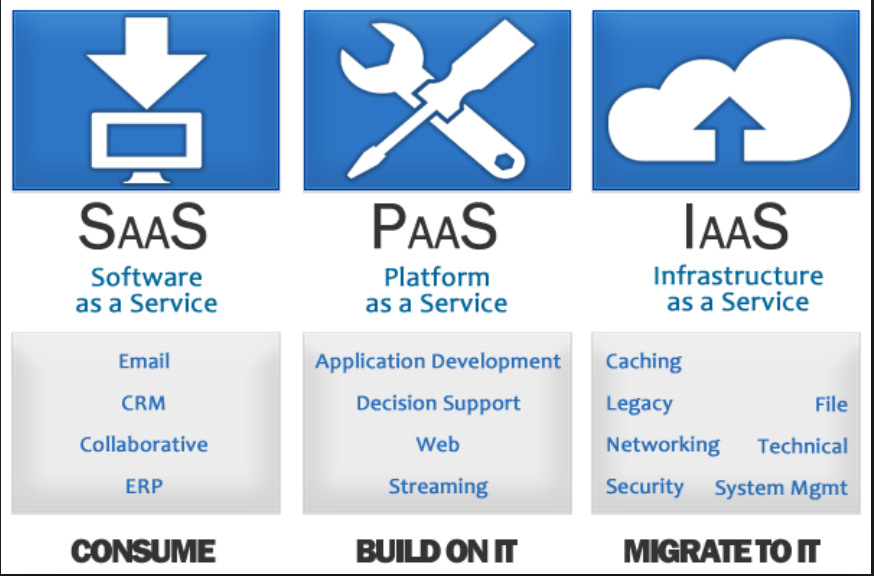 SAAS
Software
as a Service
Email
CRM
Collaborative
ERP
CONSUME
PAAS
Platform
as a Service
Application Development
Decision Support
Web
Streaming
BUILD ON IT
IAAS
Infrastructure
as a Service
Caching
Legacy File
Networking Technical
Security System Mgmt
MIGRATE TO IT